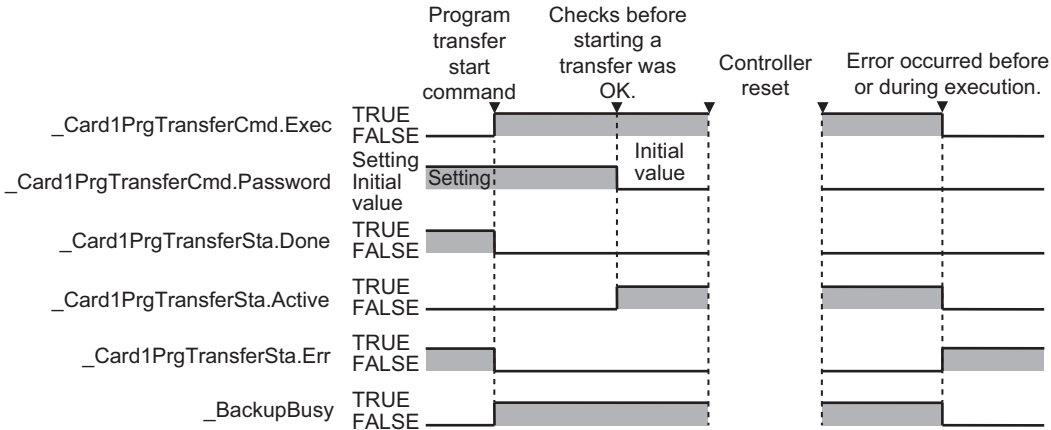 Program
transfer
start
command
Checks before
starting a
transfer was
OK.
Controller
reset
Error occurred before
or during execution.
_Card1PrgTransferCmd.Exec
TRUE
FALSE
_Card1PrgTransferCmd.Password
Setting
Initial
value
Setting
Initial
value
_Card1PrgTransferSta.Done
TRUE
FALSE
_Card1PrgTransferSta.Active
TRUE
FALSE
_Card1PrgTransferSta.Err
TRUE
FALSE
_BackupBusy
TRUE
FALSE